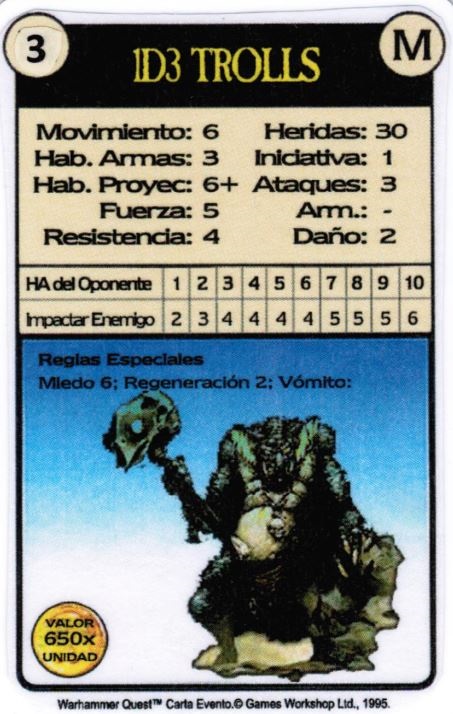 3
M
1D3 TROLLS
Movimiento: 6 Heridas: 30
Hab. Armas: 3 Iniciativa: 1
Hab. Proyec: 6+ Ataques: 3
Fuerza: 5 Arm.: -
Resistencia: 4 Daño: 2
HA del Oponente 1 2 3 4 5 6 7 8 9 10
Impactar Enemigo 2 3 4 4 4 4 5 5 5 6
Reglas Especiales
Miedo 6; Regeneración 2; Vómito:
VALOR
650x
UNIDAD
Warhammer Quest™ Carta Evento.© Games Workshop Ltd., 1995.